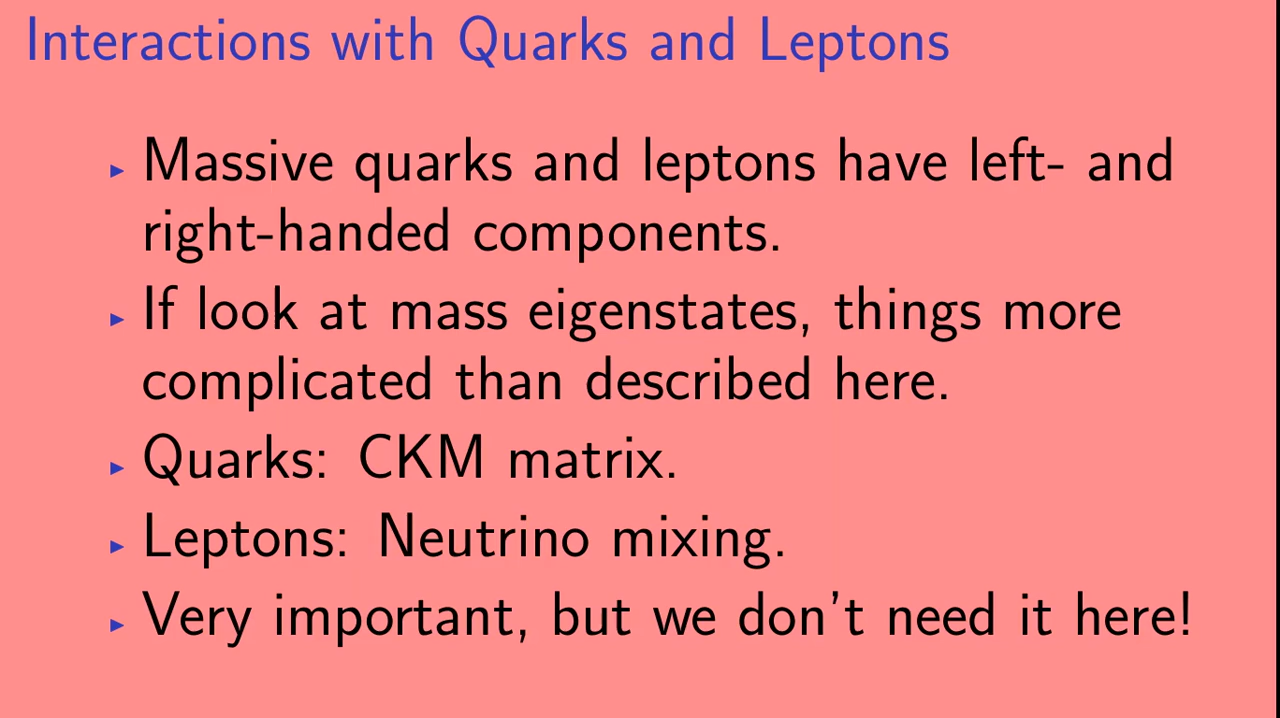 Interactions with Quarks and Leptons
▸ Massive quarks and leptons have left- and
right-handed components.
▸ If look at mass eigenstates, things more
complicated than described here.
▸ Quarks: CKM matrix.
▸ Leptons: Neutrino mixing.
▸ Very important, but we don't need it here!